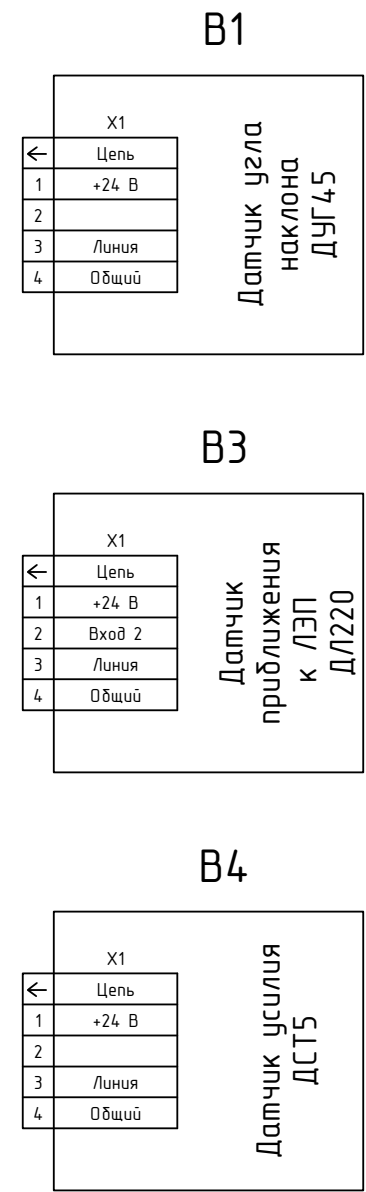 B1
X1
Цепь
1 +24 В
2
3 Линия
4 Общий
Датчик угла
наклона
ДУГ45
B3
X1
Цепь
1 +24 В
2 Вход 2
3 Линия
4 Общий
Датчик
приближения
к ЛЭП
ДЛ220
B4
X1
Цепь
1 +24 В
2
3 Линия
4 Общий
Датчик усилия
ДСТ5